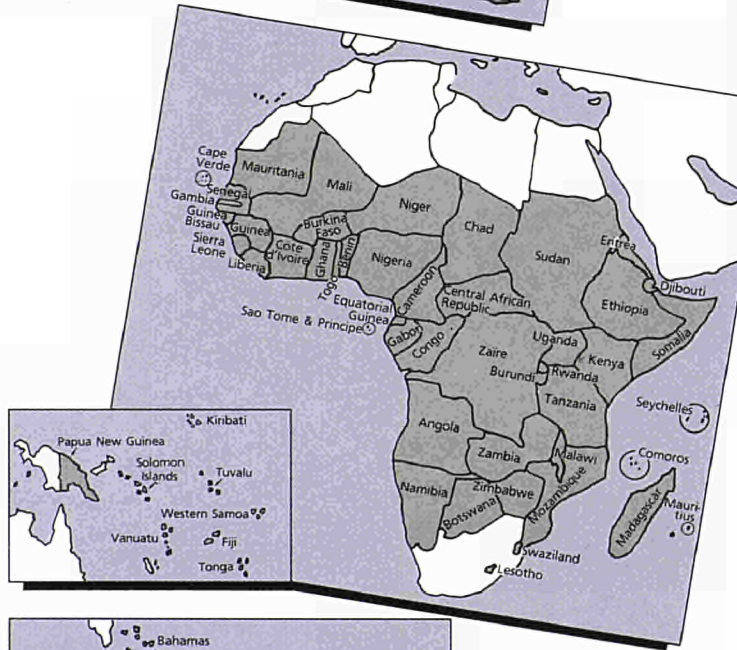 Cape
Verde
Mauritania
Mali
Niger
Chad
Sudan
Eritrea
Senegal
Gambia
Guinea
Bissau
Guinea
Burkina
Faso
Sierra
Leone
Liberia
Côte
d'Ivoire
Ghana
Togo
Benin
Nigeria
Cameroon
Central African
Republic
Djibouti
Ethiopia
Somalia
Equatorial
Guinea
Sao Tome & Principe
Gabon
Congo
Zaire
Uganda
Kenya
Burundi
Rwanda
Tanzania
Seychelles
Angola
Zambia
Malawi
Comoros
Namibia
Botswana
Zimbabwe
Mozambique
Madagascar
Mauri-
tius
Swaziland
Lesotho
Kiribati
Papua New Guinea
Solomon
Islands
Tuvalu
Western Samoa
Vanuatu
Fiji
Tonga
Bahamas